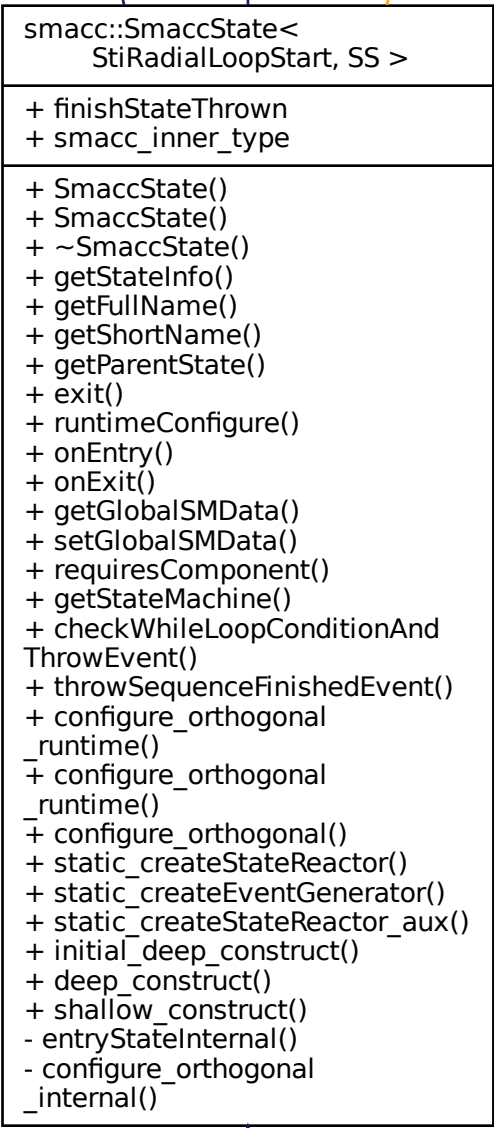 smacc::SmaccState<
StiRadialLoopStart, SS >
+ finishStateThrown
+ smacc_inner_type
+ SmaccState()
+ SmaccState()
+ ~SmaccState()
+ getStateInfo()
+ getFullName()
+ getShortName()
+ getParentState()
+ exit()
+ runtimeConfigure()
+ onEntry()
+ onExit()
+ getGlobalSMData()
+ setGlobalSMData()
+ requiresComponent()
+ getStateMachine()
+ checkWhileLoopConditionAnd
ThrowEvent()
+ throwSequenceFinishedEvent()
+ configure_orthogonal
_runtime()
+ configure_orthogonal
_runtime()
+ configure_orthogonal()
+ static_createStateReactor()
+ static_createEventGenerator()
+ static_createStateReactor_aux()
+ initial_deep_construct()
+ deep_construct()
+ shallow_construct()
- entryStateInternal()
- configure_orthogonal
_internal()